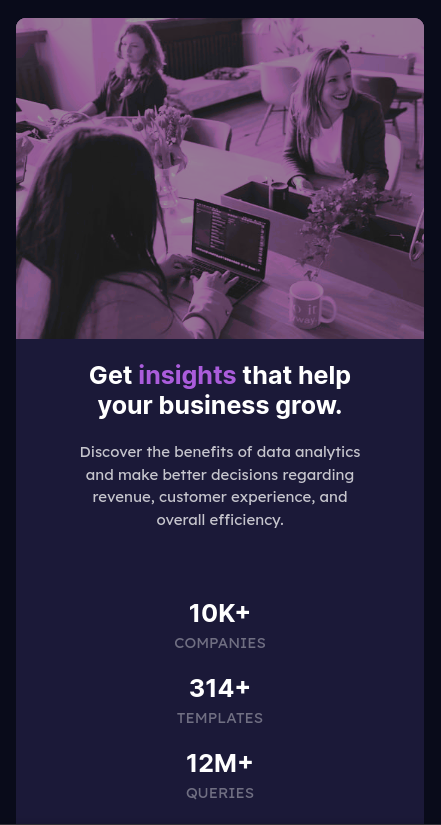 Get insights that help
your business grow.
Discover the benefits of data analytics
and make better decisions regarding
revenue, customer experience, and
overall efficiency.
10K+
COMPANIES
314+
TEMPLATES
12M+
QUERIES